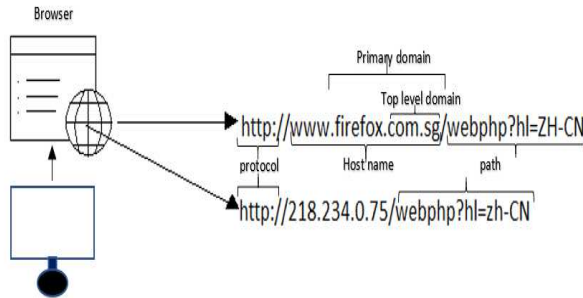 Browser
Primary domain
Top level domain
http://www.firefox.com.sg/webphp?hl=ZH-CN
protocol
Host name
path
http://218.234.0.75/webphp?hl=zh-CN